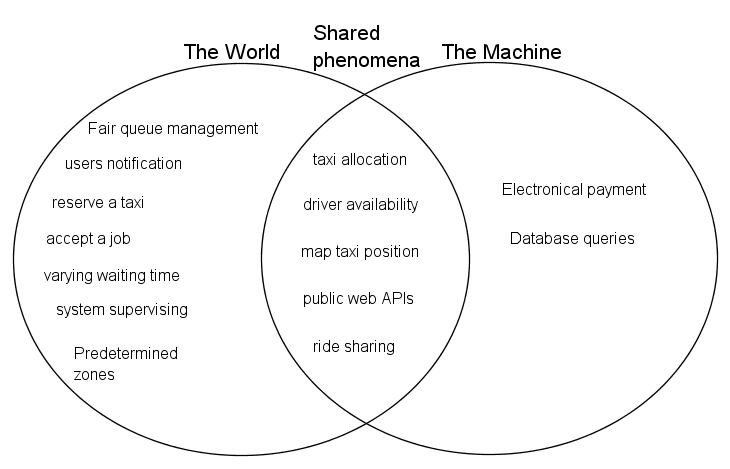 The World
Shared
phenomena
The Machine
Fair queue management
users notification
reserve a taxi
accept a job
varying waiting time
system supervising
Predetermined
zones
taxi allocation
driver availability
map taxi position
public web APIs
ride sharing
Electronical payment
Database queries